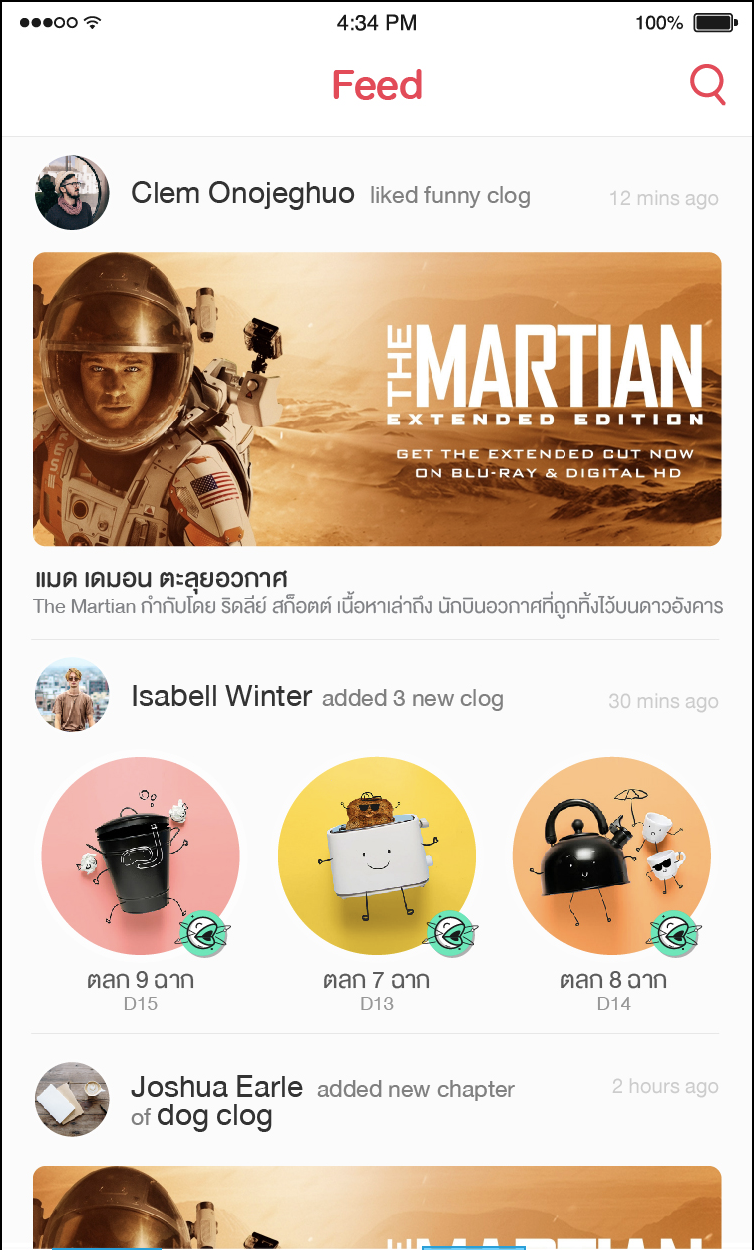 4:34 PM
100%
Feed
Clem Onojeghuo liked funny clog
12 mins ago
THE MARTIAN
EXTENDED EDITION
GET THE EXTENDED CUT NOW
ON BLU-RAY & DIGITAL HD
แมด เดมอน ตะลุยอวกาศ
The Martian กำกับโดย ริดลีย์ สก็อตต์ เนื้อหาเล่าถึง นักบินอวกาศที่ถูกทิ้งไว้บนดาวอังคาร
Isabell Winter added 3 new clog
30 mins ago
ตลก 9 ฉาก
D15
ตลก 7 ฉาก
D13
ตลก 8 ฉาก
D14
Joshua Earle added new chapter
of dog clog
2 hours ago